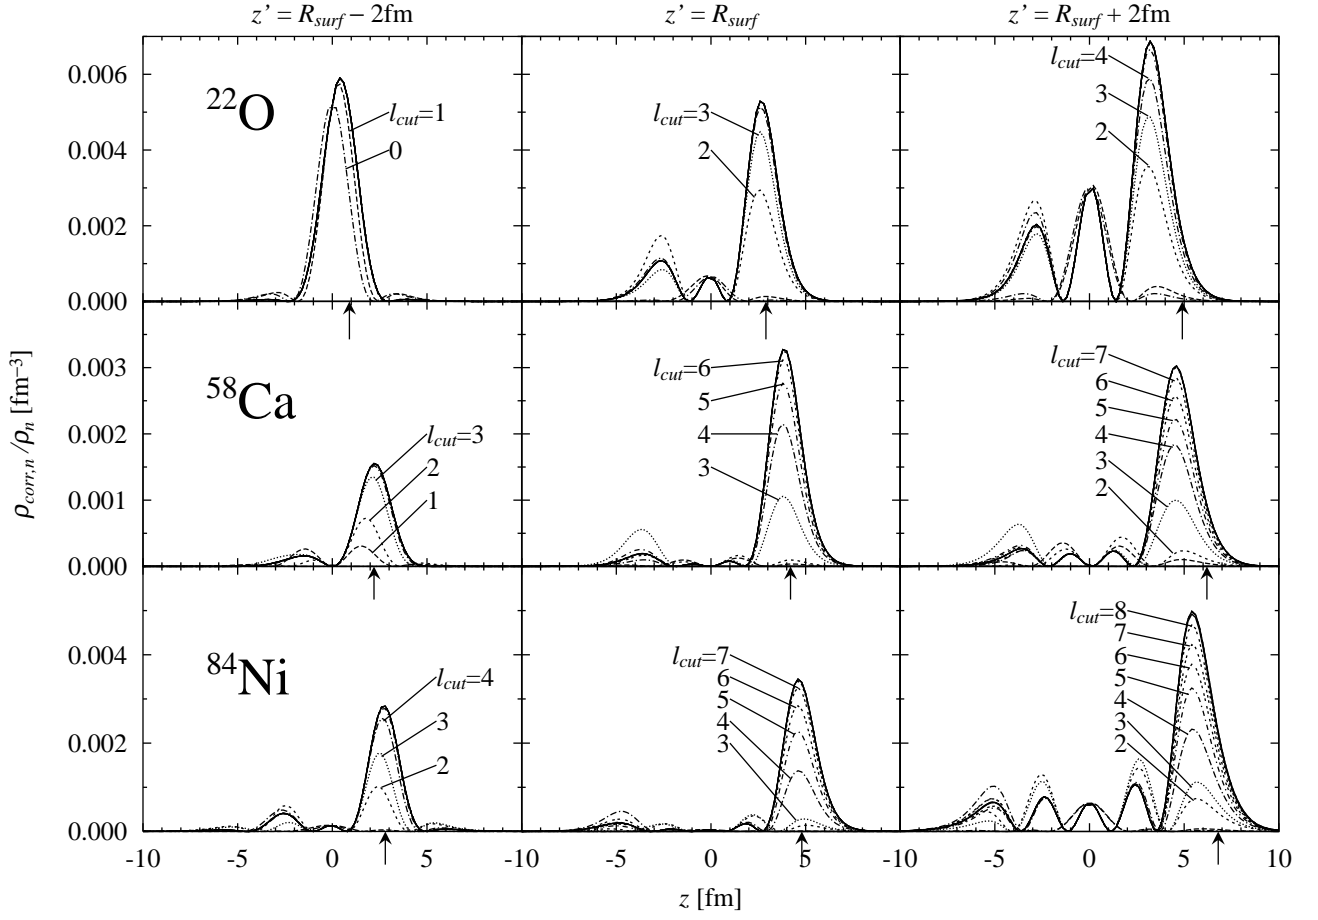 z' = R_surf − 2fm
z' = R_surf
z' = R_surf + 2fm
ρ_corr,n/ρ_n [fm⁻³]
0.006
0.004
0.002
0.000
²²O
l_cut=1
0
l_cut=3
2
l_cut=4
3
2
0.003
0.002
0.001
0.000
⁵⁸Ca
l_cut=3
2
1
l_cut=6
5
4
3
l_cut=7
6
5
4
3
2
0.004
0.002
0.000
⁸⁴Ni
l_cut=4
3
2
l_cut=7
6
5
4
3
l_cut=8
7
6
5
4
3
2
-10 -5 0 5 -10 -5 0 5 -10 -5 0 5 10
z [fm]